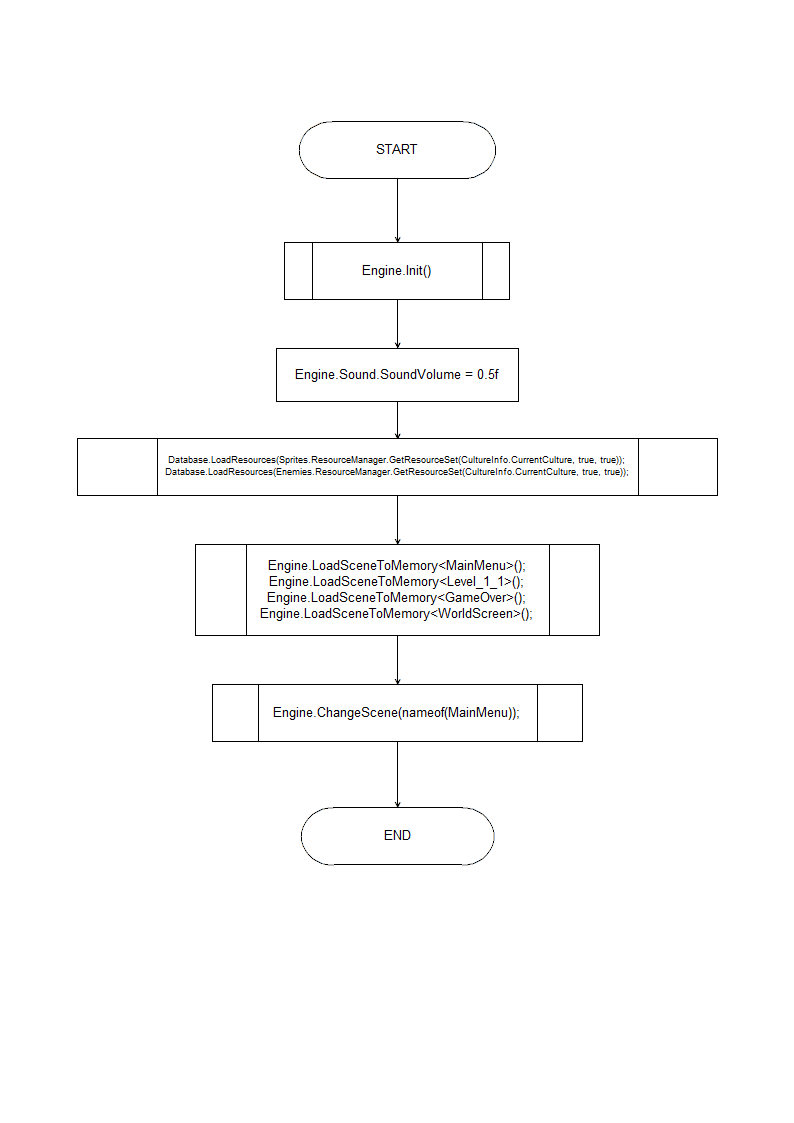 START
Engine.Init()
Engine.Sound.SoundVolume = 0.5f
Database.LoadResources(Sprites.ResourceManager.GetResourceSet(CultureInfo.CurrentCulture, true, true));
Database.LoadResources(Enemies.ResourceManager.GetResourceSet(CultureInfo.CurrentCulture, true, true));
Engine.LoadSceneToMemory<MainMenu>();
Engine.LoadSceneToMemory<Level_1_1>();
Engine.LoadSceneToMemory<GameOver>();
Engine.LoadSceneToMemory<WorldScreen>();
Engine.ChangeScene(nameof(MainMenu));
END